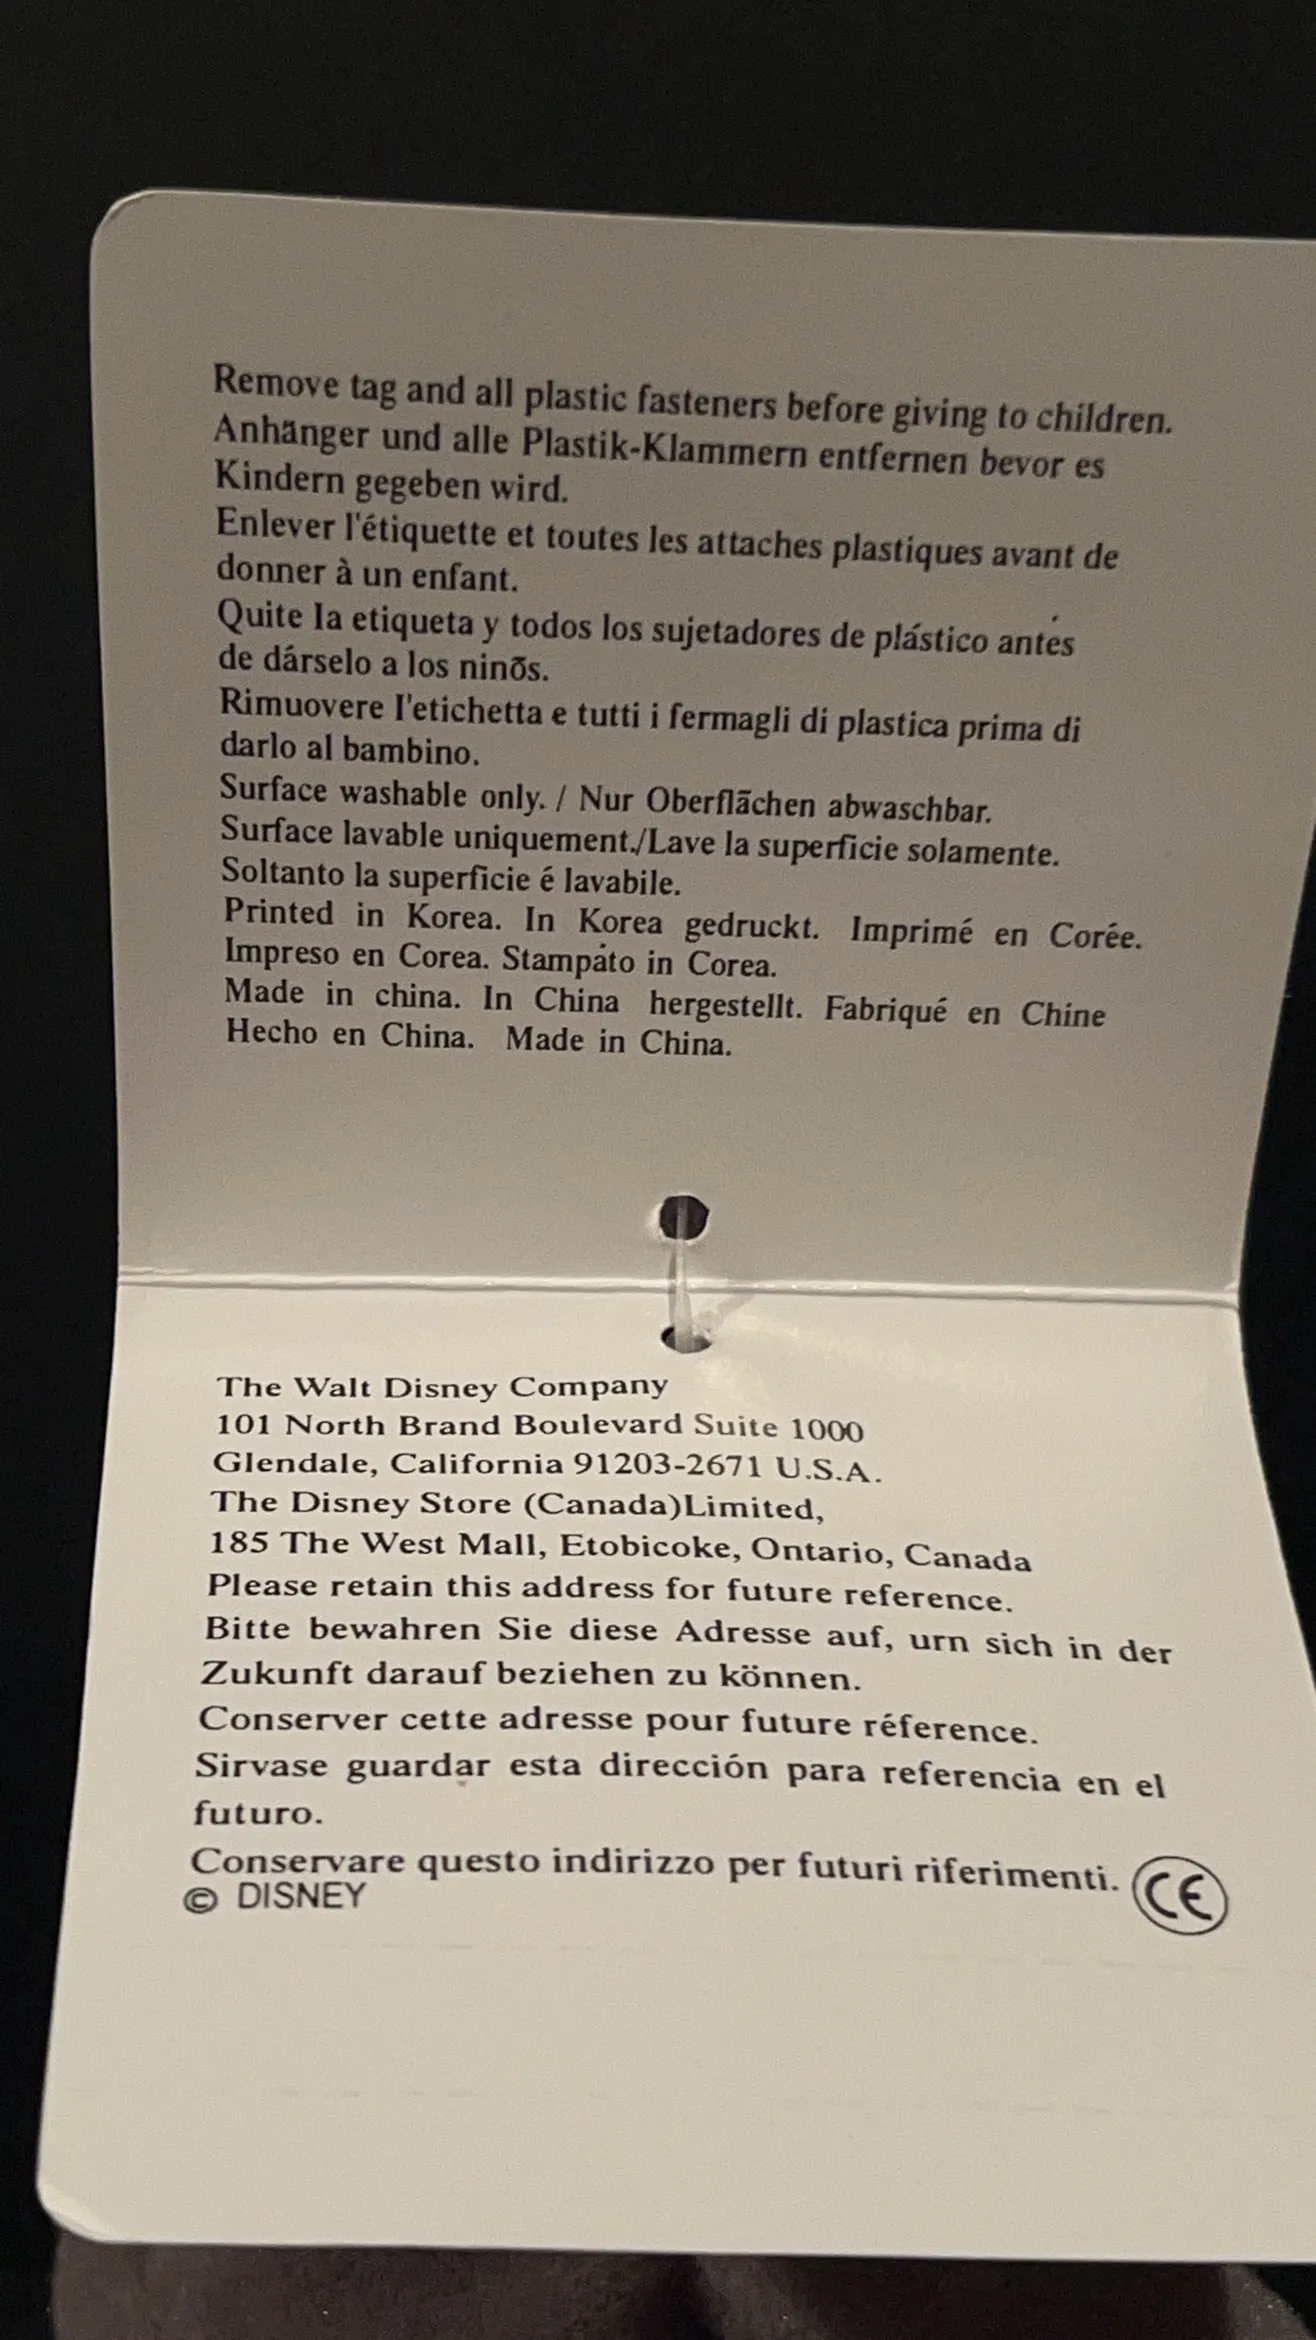 Remove tag and all plastic fasteners before giving to children.
Anhänger und alle Plastik-Klammern entfernen bevor es
Kindern gegeben wird.
Enlever l'étiquette et toutes les attaches plastiques avant de
donner à un enfant.
Quite la etiqueta y todos los sujetadores de plástico antés
de dárselo a los ninõs.
Rimuovere I'etichetta e tutti i fermagli di plastica prima di
darlo al bambino.
Surface washable only. / Nur Oberflãchen abwaschbar.
Surface lavable uniquement./Lave la superficie solamente.
Soltanto la superficie é lavabile.
Printed in Korea. In Korea gedruckt. Imprimé en Corée.
Impreso en Corea. Stampáto in Corea.
Made in china. In China hergestellt. Fabriqué en Chine
Hecho en China. Made in China.
The Walt Disney Company
101 North Brand Boulevard Suite 1000
Glendale, California 91203-2671 U.S.A.
The Disney Store (Canada)Limited,
185 The West Mall, Etobicoke, Ontario, Canada
Please retain this address for future reference.
Bitte bewahren Sie diese Adresse auf, urn sich in der
Zukunft darauf beziehen zu können.
Conserver cette adresse pour future réference.
Sirvase guardar esta dirección para referencia en el
futuro.
Conservare questo indirizzo per futuri riferimenti. CE
© DISNEY